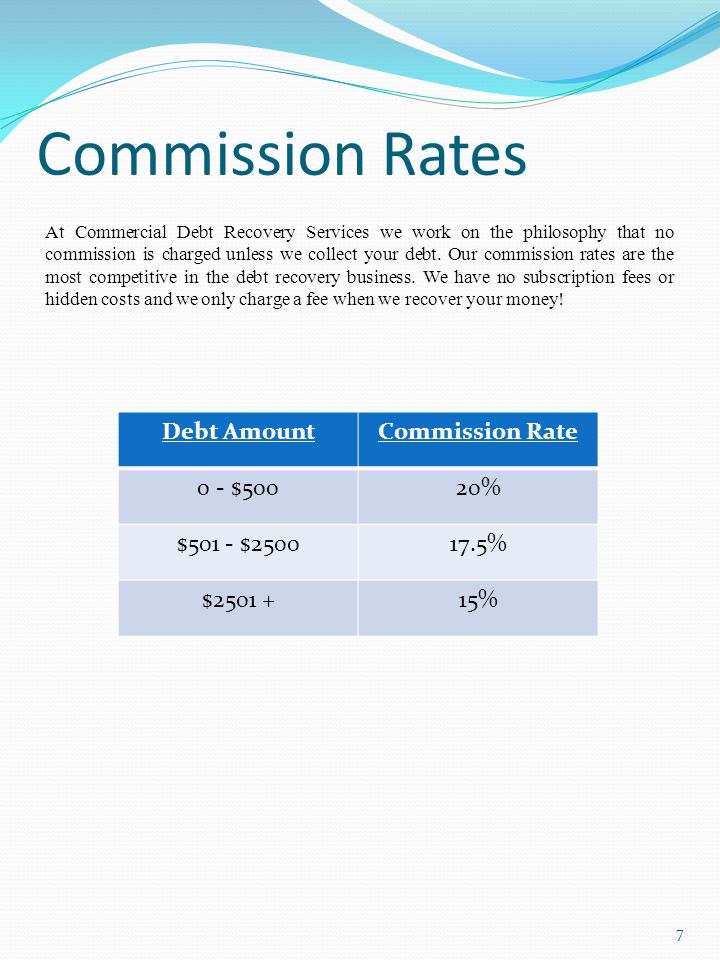 Commission Rates
At Commercial Debt Recovery Services we work on the philosophy that no
commission is charged unless we collect your debt. Our commission rates are the
most competitive in the debt recovery business. We have no subscription fees or
hidden costs and we only charge a fee when we recover your money!
Debt Amount Commission Rate
0 - $500 20%
$501 - $2500 17.5%
$2501 + 15%
7